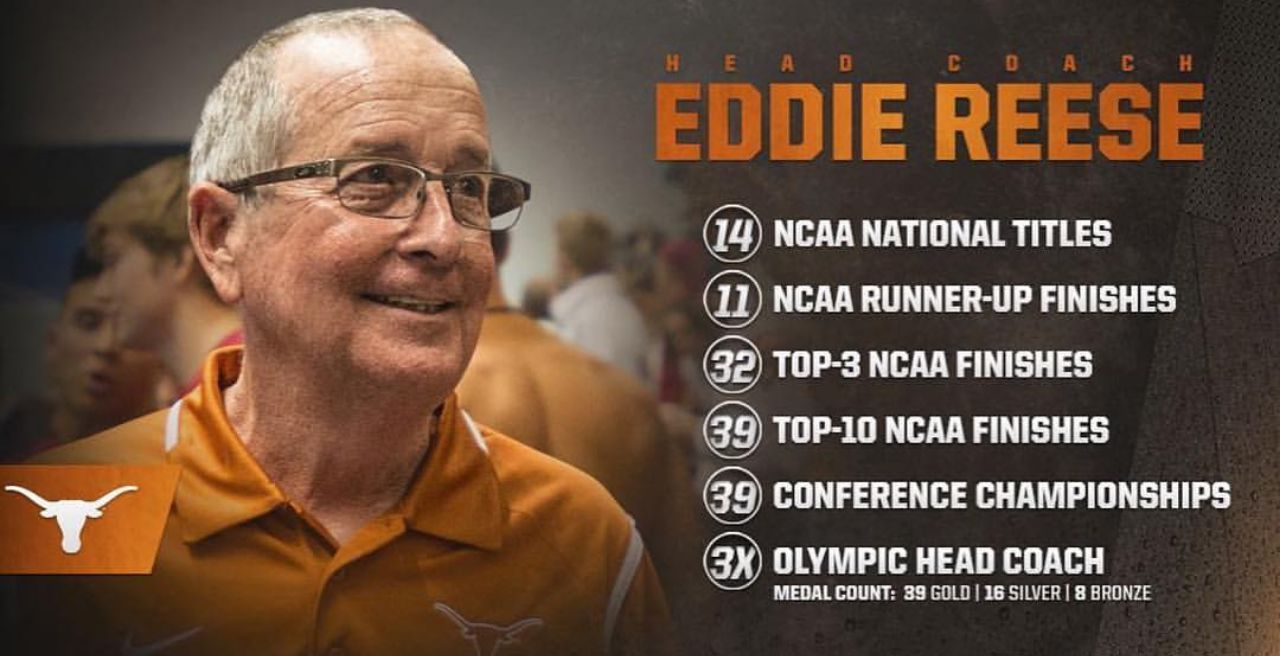 HEAD COACH
EDDIE REESE
14 NCAA NATIONAL TITLES
11 NCAA RUNNER-UP FINISHES
32 TOP-3 NCAA FINISHES
39 TOP-10 NCAA FINISHES
39 CONFERENCE CHAMPIONSHIPS
3X OLYMPIC HEAD COACH
MEDAL COUNT: 39 GOLD | 16 SILVER | 8 BRONZE